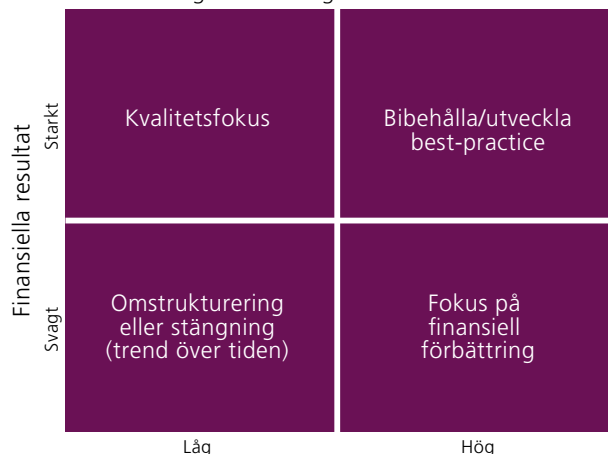 Starkt
Kvalitetsfokus
Bibehålla/utveckla
best-practice
Finansiella resultat
Svagt
Omstrukturering
eller stängning
(trend över tiden)
Fokus på
finansiell
förbättring
Låg
Hög